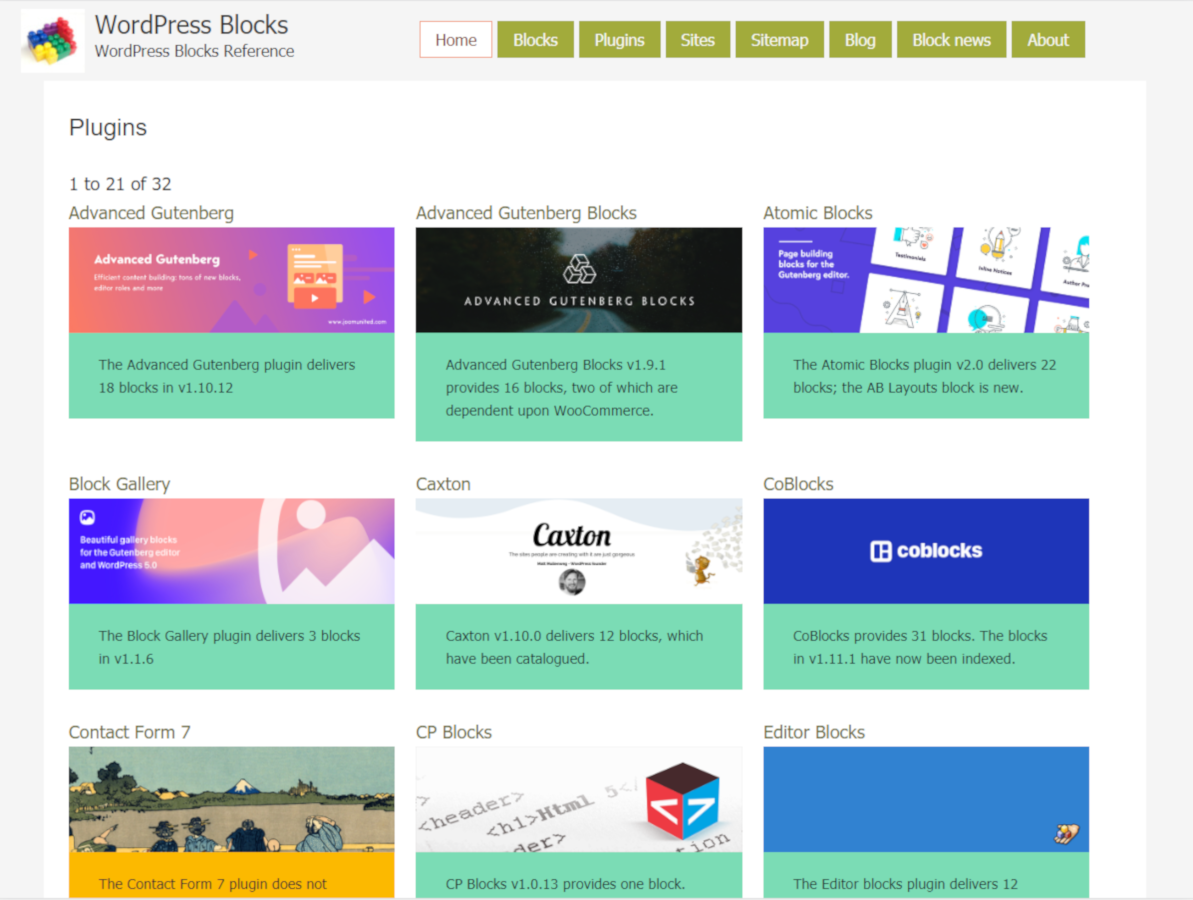 WordPress Blocks
WordPress Blocks Reference
Home
Blocks
Plugins
Sites
Sitemap
Blog
Block news
About
Plugins
1 to 21 of 32
Advanced Gutenberg
Advanced Gutenberg
Efficient content building: tons of new blocks,
editor roles and more
www.joomunited.com
The Advanced Gutenberg plugin delivers
18 blocks in v1.10.12
Advanced Gutenberg Blocks
ADVANCED GUTENBERG BLOCKS
Advanced Gutenberg Blocks v1.9.1
provides 16 blocks, two of which are
dependent upon WooCommerce.
Atomic Blocks
Page building
blocks for the
Gutenberg editor.
Testimonials
Inline Notices
Author Pro
The Atomic Blocks plugin v2.0 delivers 22
blocks; the AB Layouts block is new.
Block Gallery
Beautiful gallery blocks
for the Gutenberg editor
and WordPress 5.0
The Block Gallery plugin delivers 3 blocks
in v1.1.6
Caxton
Caxton
The sites people are creating with it are just gorgeous
Matt Mullenweg - WordPress founder
Caxton v1.10.0 delivers 12 blocks, which
have been catalogued.
CoBlocks
coblocks
CoBlocks provides 31 blocks. The blocks
in v1.11.1 have now been indexed.
Contact Form 7
The Contact Form 7 plugin does not
CP Blocks
<header>
<h1>Html 5</
der>
tion
CP Blocks v1.0.13 provides one block.
Editor Blocks
The Editor blocks plugin delivers 12